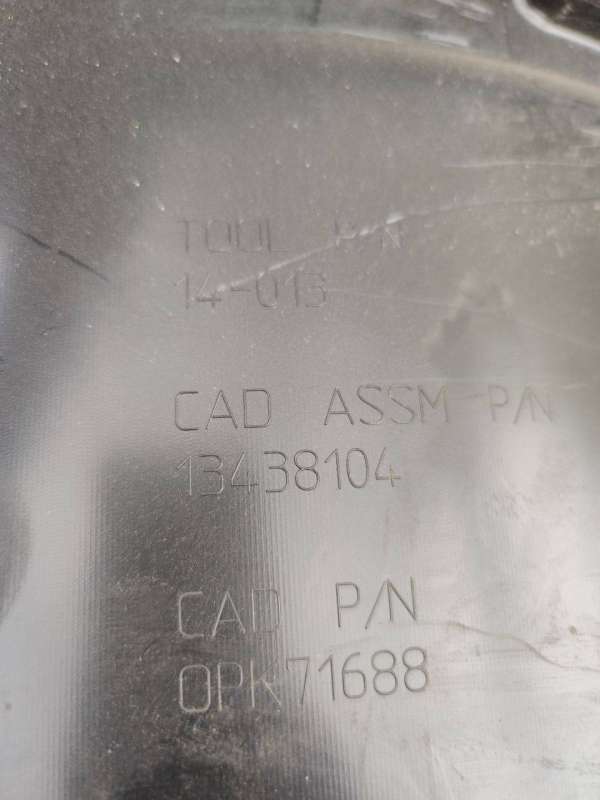 TOOL P/N
14-013
CAD ASSM P/N
13438104
CAD P/N
OPK71688